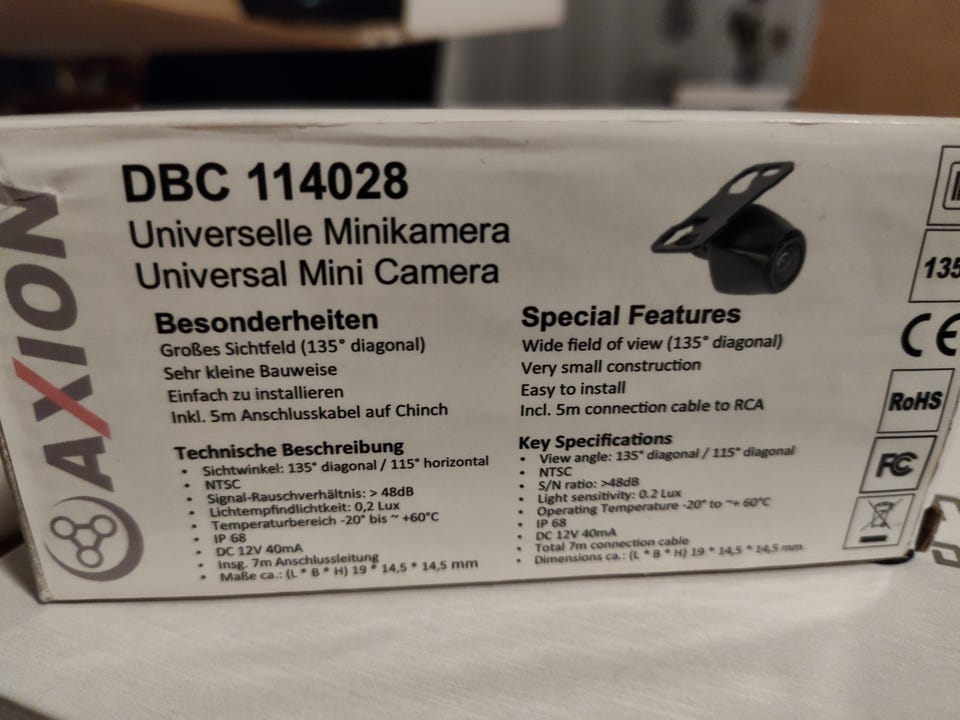 AXION
DBC 114028
Universelle Minikamera
Universal Mini Camera
Besonderheiten
Großes Sichtfeld (135° diagonal)
Sehr kleine Bauweise
Einfach zu installieren
Inkl. 5m Anschlusskabel auf Chinch
Technische Beschreibung
• Sichtwinkel: 135° diagonal / 115° horizontal
• NTSC
• Signal-Rauschverhältnis: > 48dB
• Lichtempfindlichtkeit: 0,2 Lux
• Temperaturbereich -20° bis ~ +60°C
• IP 68
• DC 12V 40mA
• Insg. 7m Anschlussleitung
• Maße ca.: (L * B * H) 19 * 14,5 * 14,5 mm
Special Features
Wide field of view (135° diagonal)
Very small construction
Easy to install
Incl. 5m connection cable to RCA
Key Specifications
• View angle: 135° diagonal / 115° diagonal
• NTSC
• S/N ratio: >48dB
• Light sensitivity: 0.2 Lux
• Operating Temperature -20° to ~+ 60°C
• IP 68
• DC 12V 40mA
• Total 7m connection cable
• Dimensions ca.: (L * B * H) 19 * 14,5 * 14,5 mm
135
CE
RoHS
FC